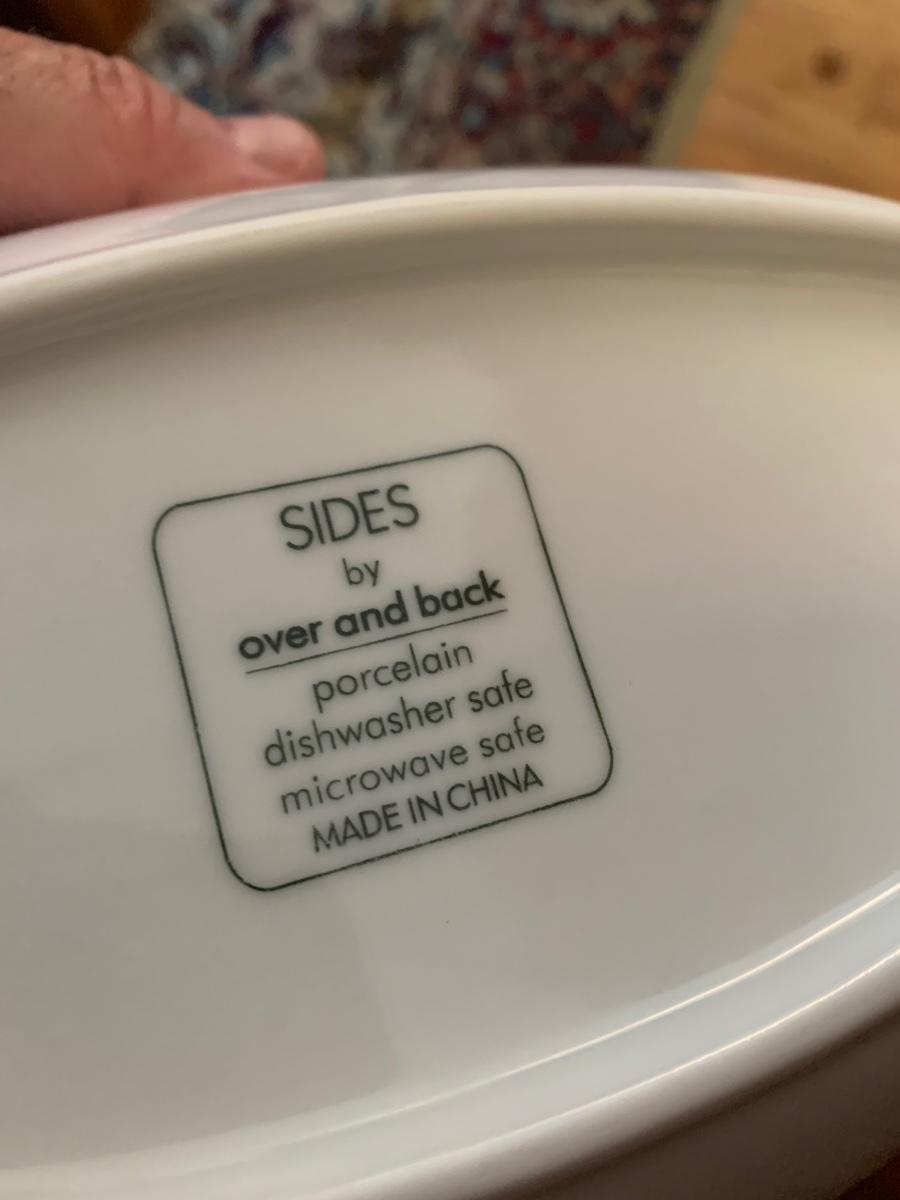 SIDES
by
over and back
porcelain
dishwasher safe
microwave safe
MADE IN CHINA